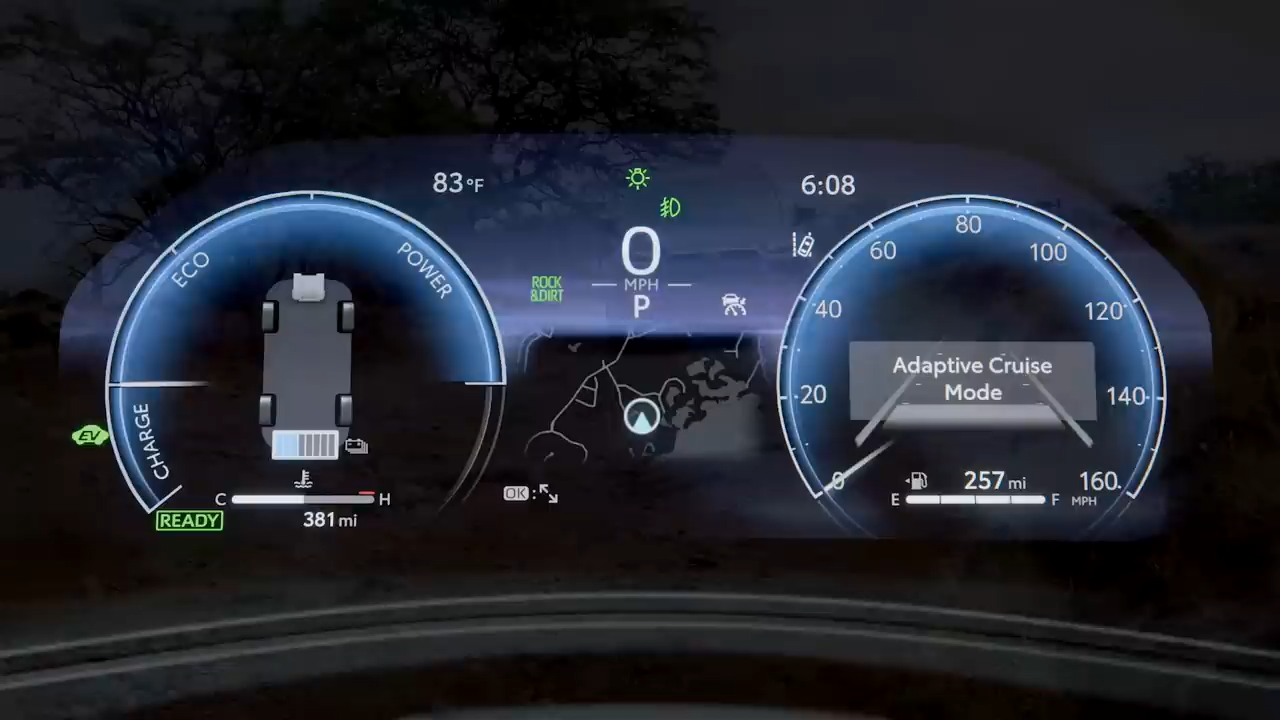 83°F
6:08
ECO
POWER
CHARGE
EV
READY
C
H
381 mi
ROCK
&DIRT
0
MPH
P
OK :
0
20
40
60
80
100
120
140
160
MPH
Adaptive Cruise
Mode
257 mi
E
F